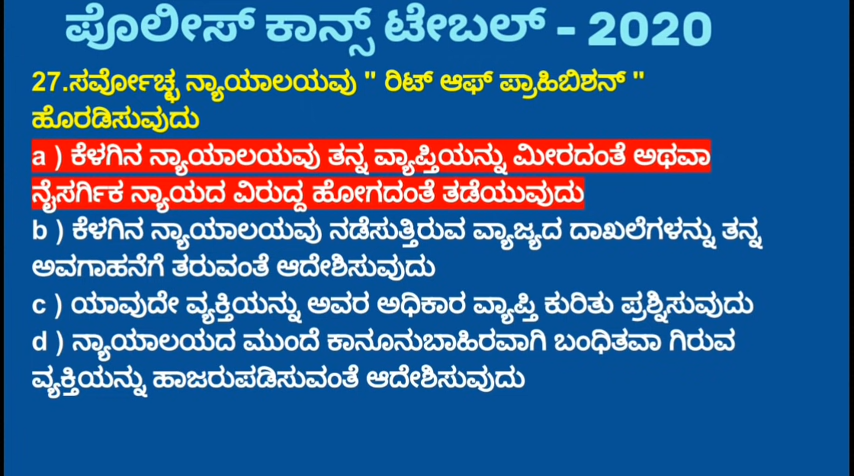 ಪೊಲೀಸ್ ಕಾನ್ಸ್ ಟೇಬಲ್ - 2020
27.ಸರ್ವೋಚ್ಛ ನ್ಯಾಯಾಲಯವು " ರಿಟ್ ಆಫ್ ಪ್ರಾಹಿಬಿಶನ್ "
ಹೊರಡಿಸುವುದು
a ) ಕೆಳಗಿನ ನ್ಯಾಯಾಲಯವು ತನ್ನ ವ್ಯಾಪ್ತಿಯನ್ನು ಮೀರದಂತೆ ಅಥವಾ
ನೈಸರ್ಗಿಕ ನ್ಯಾಯದ ವಿರುದ್ದ ಹೋಗದಂತೆ ತಡೆಯುವುದು
b ) ಕೆಳಗಿನ ನ್ಯಾಯಾಲಯವು ನಡೆಸುತ್ತಿರುವ ವ್ಯಾಜ್ಯದ ದಾಖಲೆಗಳನ್ನು ತನ್ನ
ಅವಗಾಹನೆಗೆ ತರುವಂತೆ ಆದೇಶಿಸುವುದು
c ) ಯಾವುದೇ ವ್ಯಕ್ತಿಯನ್ನು ಅವರ ಅಧಿಕಾರ ವ್ಯಾಪ್ತಿ ಕುರಿತು ಪ್ರಶ್ನಿಸುವುದು
d ) ನ್ಯಾಯಾಲಯದ ಮುಂದೆ ಕಾನೂನುಬಾಹಿರವಾಗಿ ಬಂಧಿತವಾ ಗಿರುವ
ವ್ಯಕ್ತಿಯನ್ನು ಹಾಜರುಪಡಿಸುವಂತೆ ಆದೇಶಿಸುವುದು